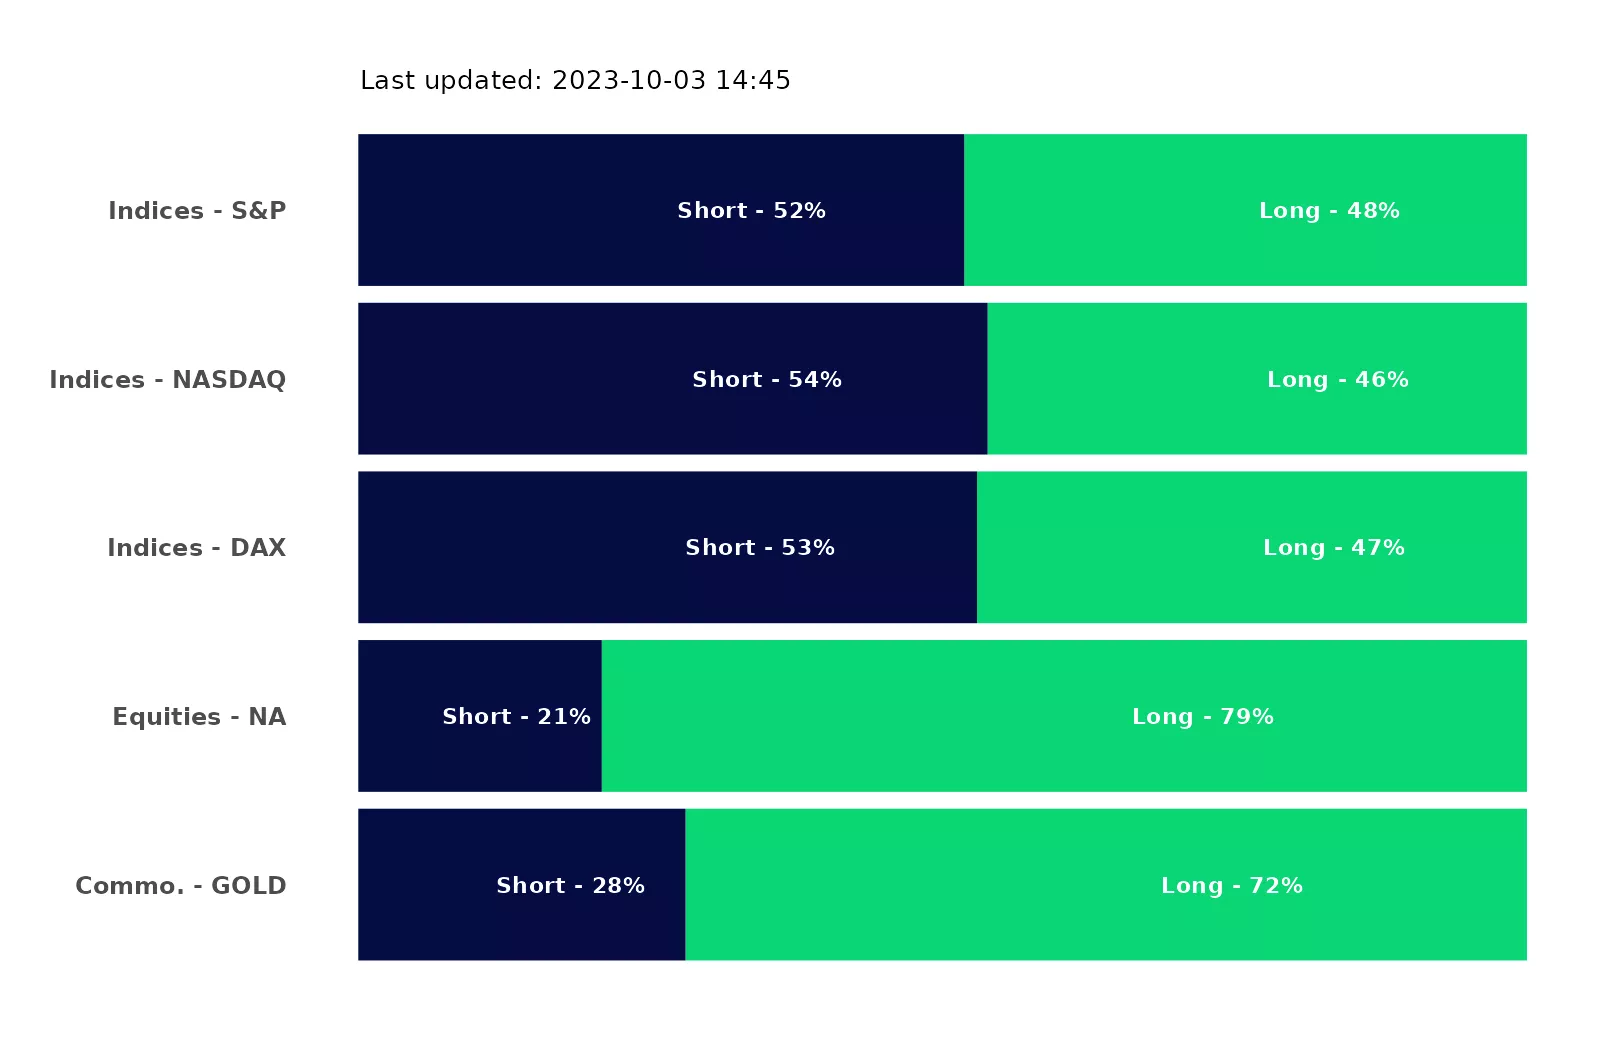 Last updated: 2023-10-03 14:45
Indices - S&P
Short - 52%
Long - 48%
Indices - NASDAQ
Short - 54%
Long - 46%
Indices - DAX
Short - 53%
Long - 47%
Equities - NA
Short - 21%
Long - 79%
Commo. - GOLD
Short - 28%
Long - 72%